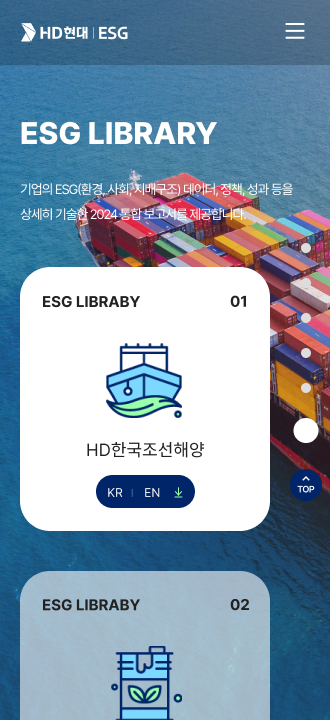 HD현대 | ESG
ESG LIBRARY
기업의 ESG(환경, 사회, 지배구조) 데이터, 정책, 성과 등을
상세히 기술한 2024 통합 보고서를 제공합니다.
ESG LIBRABY 01
HD한국조선해양
KR | EN
TOP
ESG LIBRABY 02